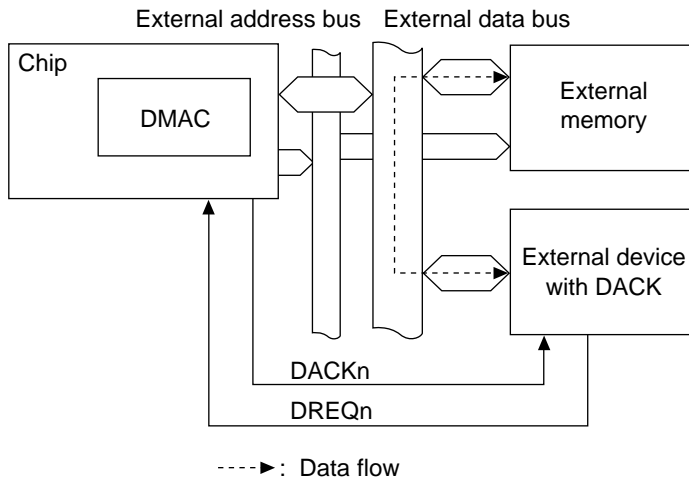 External address bus
External data bus
Chip
DMAC
External
memory
External device
with DACK
DACKn
DREQn
: Data flow